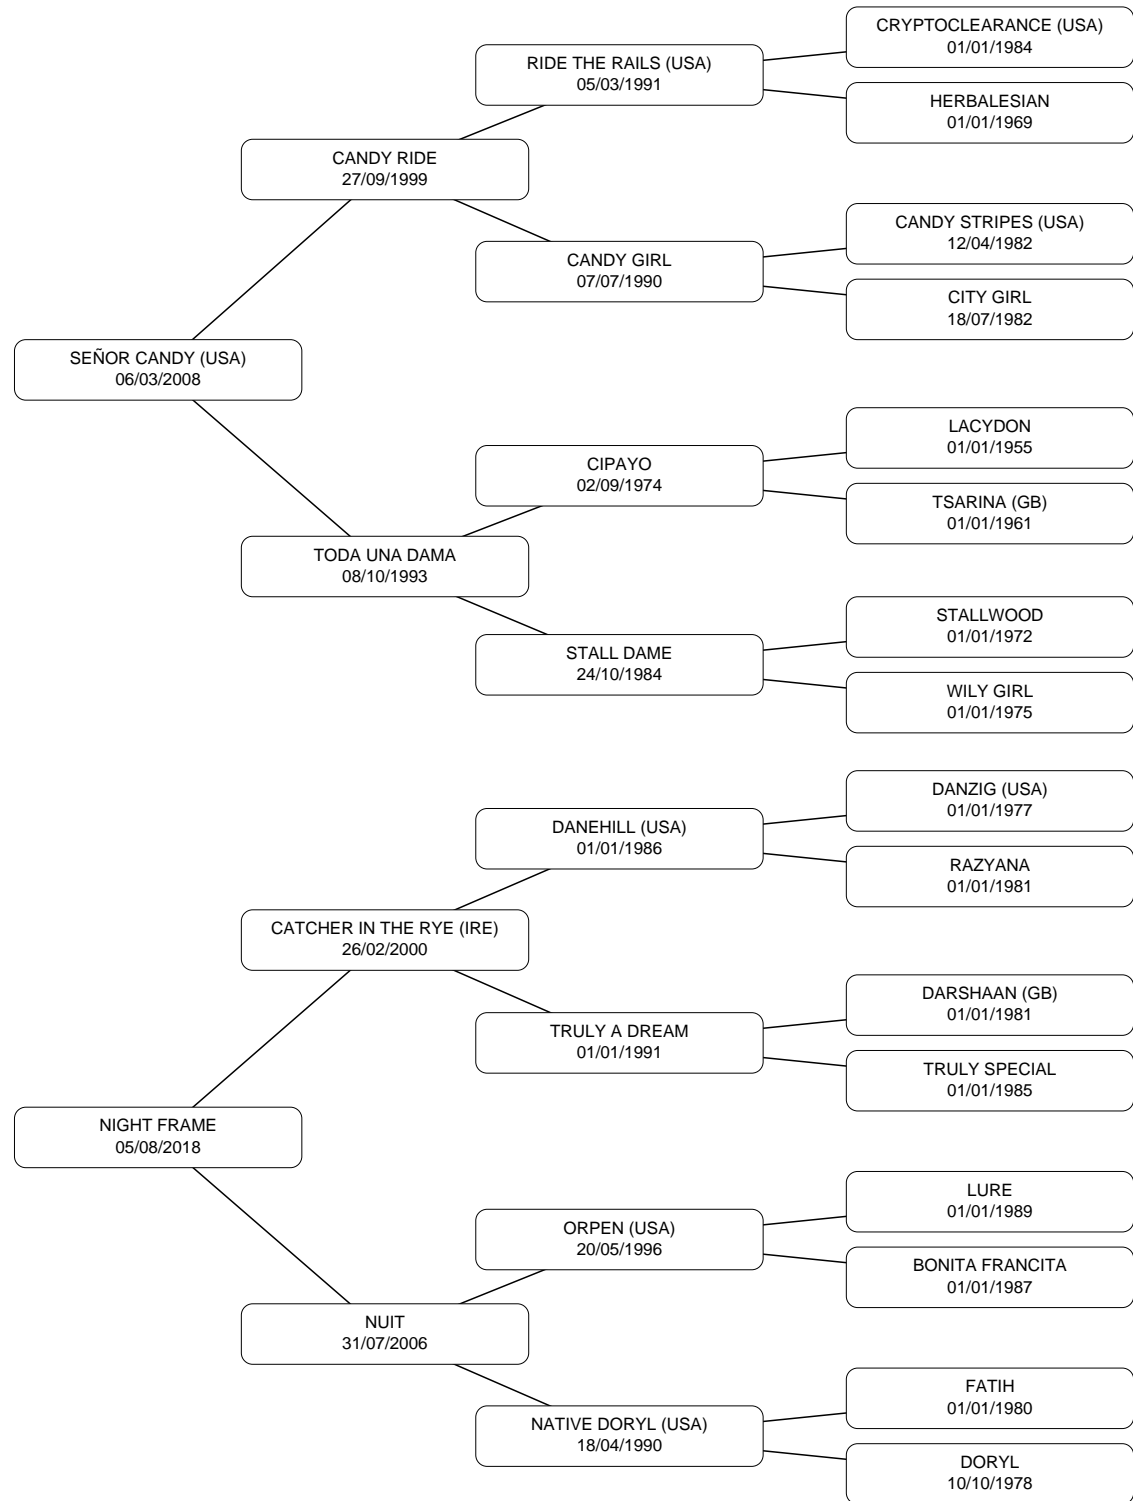 CRYPTOCLEARANCE (USA)
01/01/1984
RIDE THE RAILS (USA)
05/03/1991
HERBALESIAN
01/01/1969
CANDY RIDE
27/09/1999
CANDY STRIPES (USA)
12/04/1982
CANDY GIRL
07/07/1990
CITY GIRL
18/07/1982
SEÑOR CANDY (USA)
06/03/2008
LACYDON
01/01/1955
CIPAYO
02/09/1974
TSARINA (GB)
01/01/1961
TODA UNA DAMA
08/10/1993
STALLWOOD
01/01/1972
STALL DAME
24/10/1984
WILY GIRL
01/01/1975
DANZIG (USA)
01/01/1977
DANEHILL (USA)
01/01/1986
RAZYANA
01/01/1981
CATCHER IN THE RYE (IRE)
26/02/2000
DARSHAAN (GB)
01/01/1981
TRULY A DREAM
01/01/1991
TRULY SPECIAL
01/01/1985
NIGHT FRAME
05/08/2018
LURE
01/01/1989
ORPEN (USA)
20/05/1996
BONITA FRANCITA
01/01/1987
NUIT
31/07/2006
FATIH
01/01/1980
NATIVE DORYL (USA)
18/04/1990
DORYL
10/10/1978